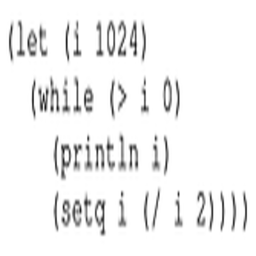 (let (i 1024)
(while (> i 0)
(println i)
(setq i (/ i 2))))